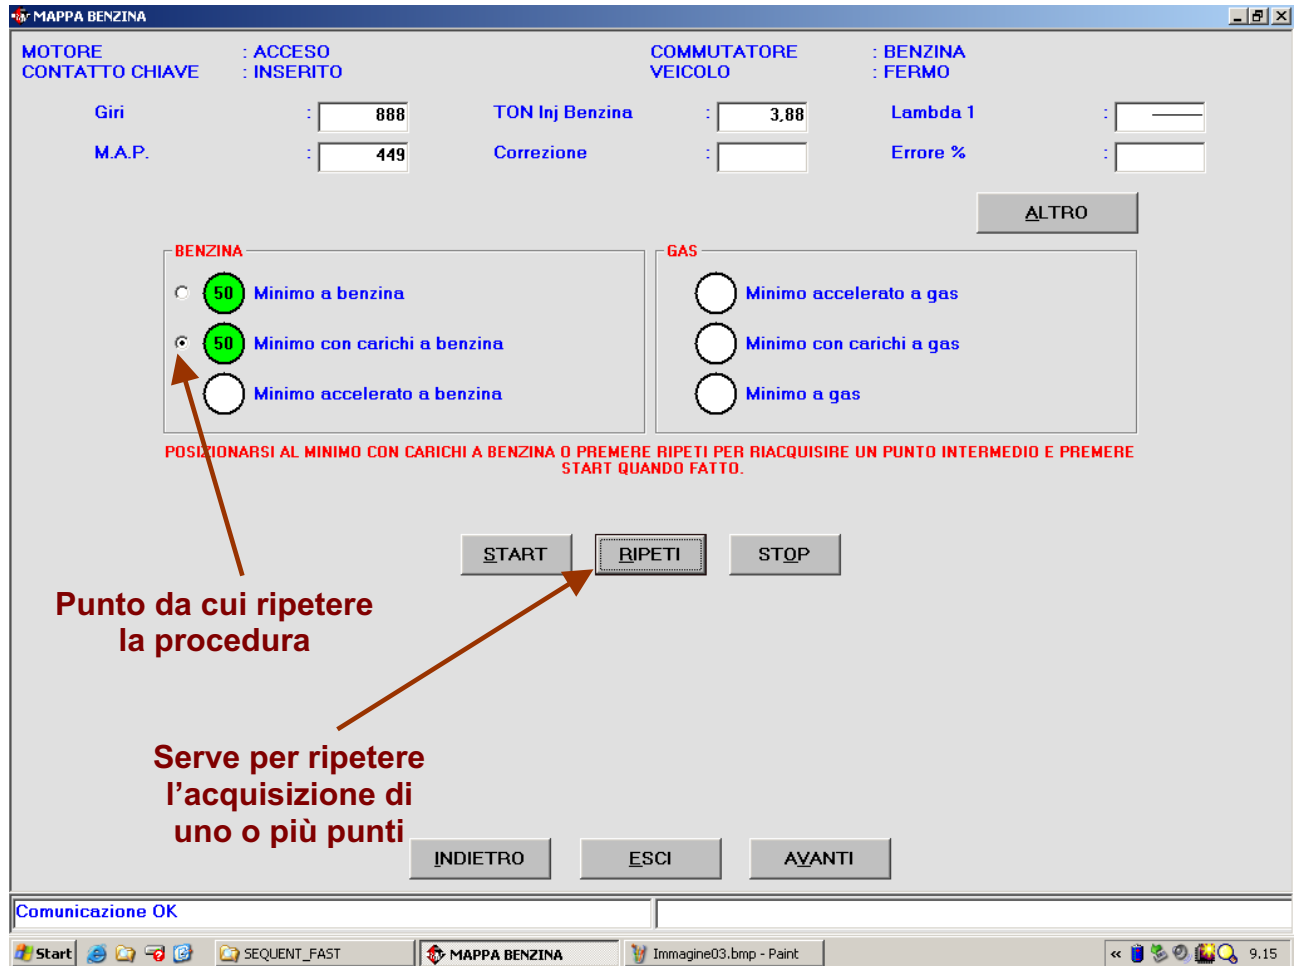 MAPPA BENZINA
MOTORE : ACCESO COMMUTATORE : BENZINA
CONTATTO CHIAVE : INSERITO VEICOLO : FERMO
Giri : 888 TON Inj Benzina : 3,88 Lambda 1 :
M.A.P. : 449 Correzione : Errore % :
ALTRO
BENZINA GAS
50 Minimo a benzina Minimo accelerato a gas
50 Minimo con carichi a benzina Minimo con carichi a gas
Minimo accelerato a benzina Minimo a gas
POSIZIONARSI AL MINIMO CON CARICHI A BENZINA O PREMERE RIPETI PER RIACQUISIRE UN PUNTO INTERMEDIO E PREMERE
START QUANDO FATTO.
START RIPETI STOP
Punto da cui ripetere
la procedura
Serve per ripetere
l’acquisizione di
uno o più punti
INDIETRO ESCI AVANTI
Comunicazione OK
Start SEQUENT_FAST MAPPA BENZINA Immagine03.bmp - Paint « 9.15